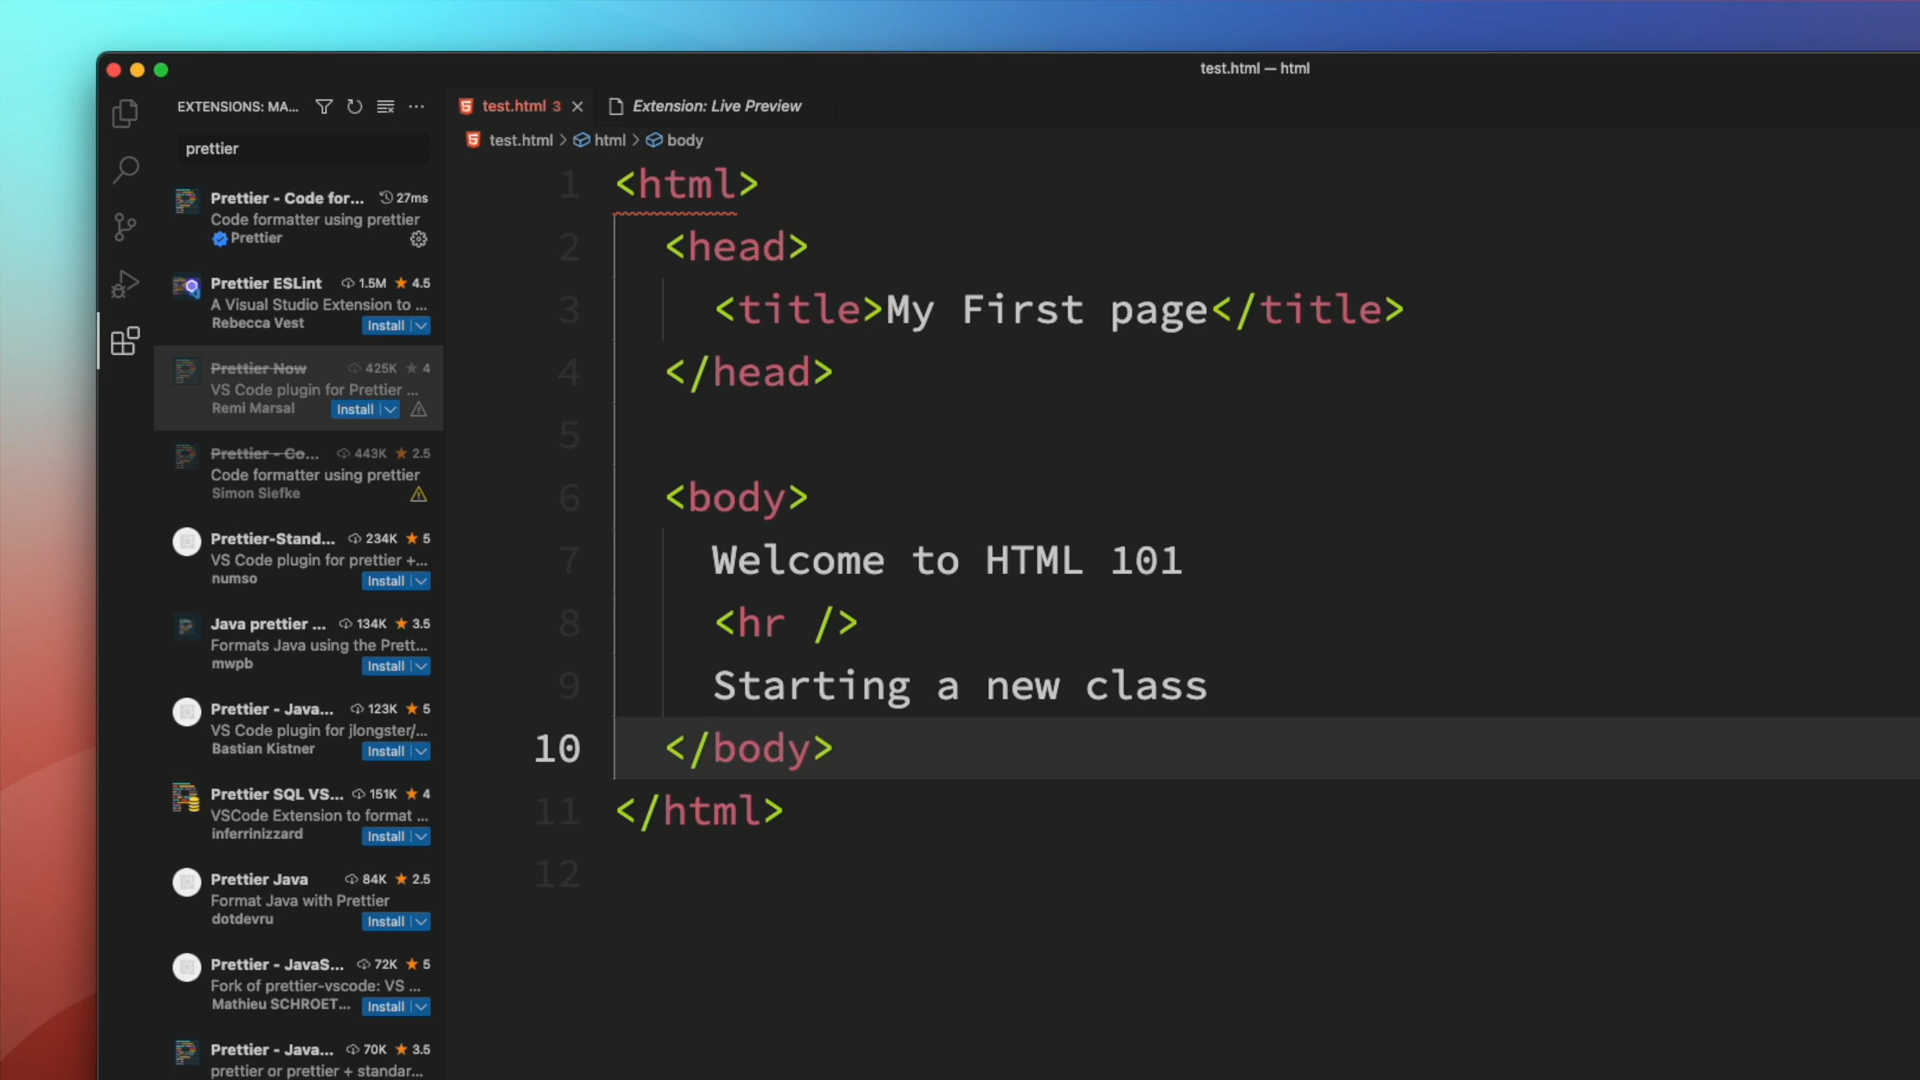 test.html — html
EXTENSIONS: MA...
prettier
Prettier - Code for... 27ms
Code formatter using prettier
Prettier
Prettier ESLint 1.5M 4.5
A Visual Studio Extension to ...
Rebecca Vest Install
Prettier Now 425K 4
VS Code plugin for Prettier ...
Remi Marsal Install
Prettier - Co... 443K 2.5
Code formatter using prettier
Simon Siefke
Prettier-Stand... 234K 5
VS Code plugin for prettier +...
numso Install
Java prettier ... 134K 3.5
Formats Java using the Prett...
mwpb Install
Prettier - Java... 123K 5
VS Code plugin for jlongster/...
Bastian Kistner Install
Prettier SQL VS... 151K 4
VSCode Extension to format ...
inferrinizzard Install
Prettier Java 84K 2.5
Format Java with Prettier
dotdevru Install
Prettier - JavaS... 72K 5
Fork of prettier-vscode: VS ...
Mathieu SCHROET... Install
Prettier - Java... 70K 3.5
prettier or prettier + standar...
test.html 3 Extension: Live Preview
test.html > html > body
1 <html>
2 <head>
3 <title>My First page</title>
4 </head>
5
6 <body>
7 Welcome to HTML 101
8 <hr />
9 Starting a new class
10 </body>
11 </html>
12